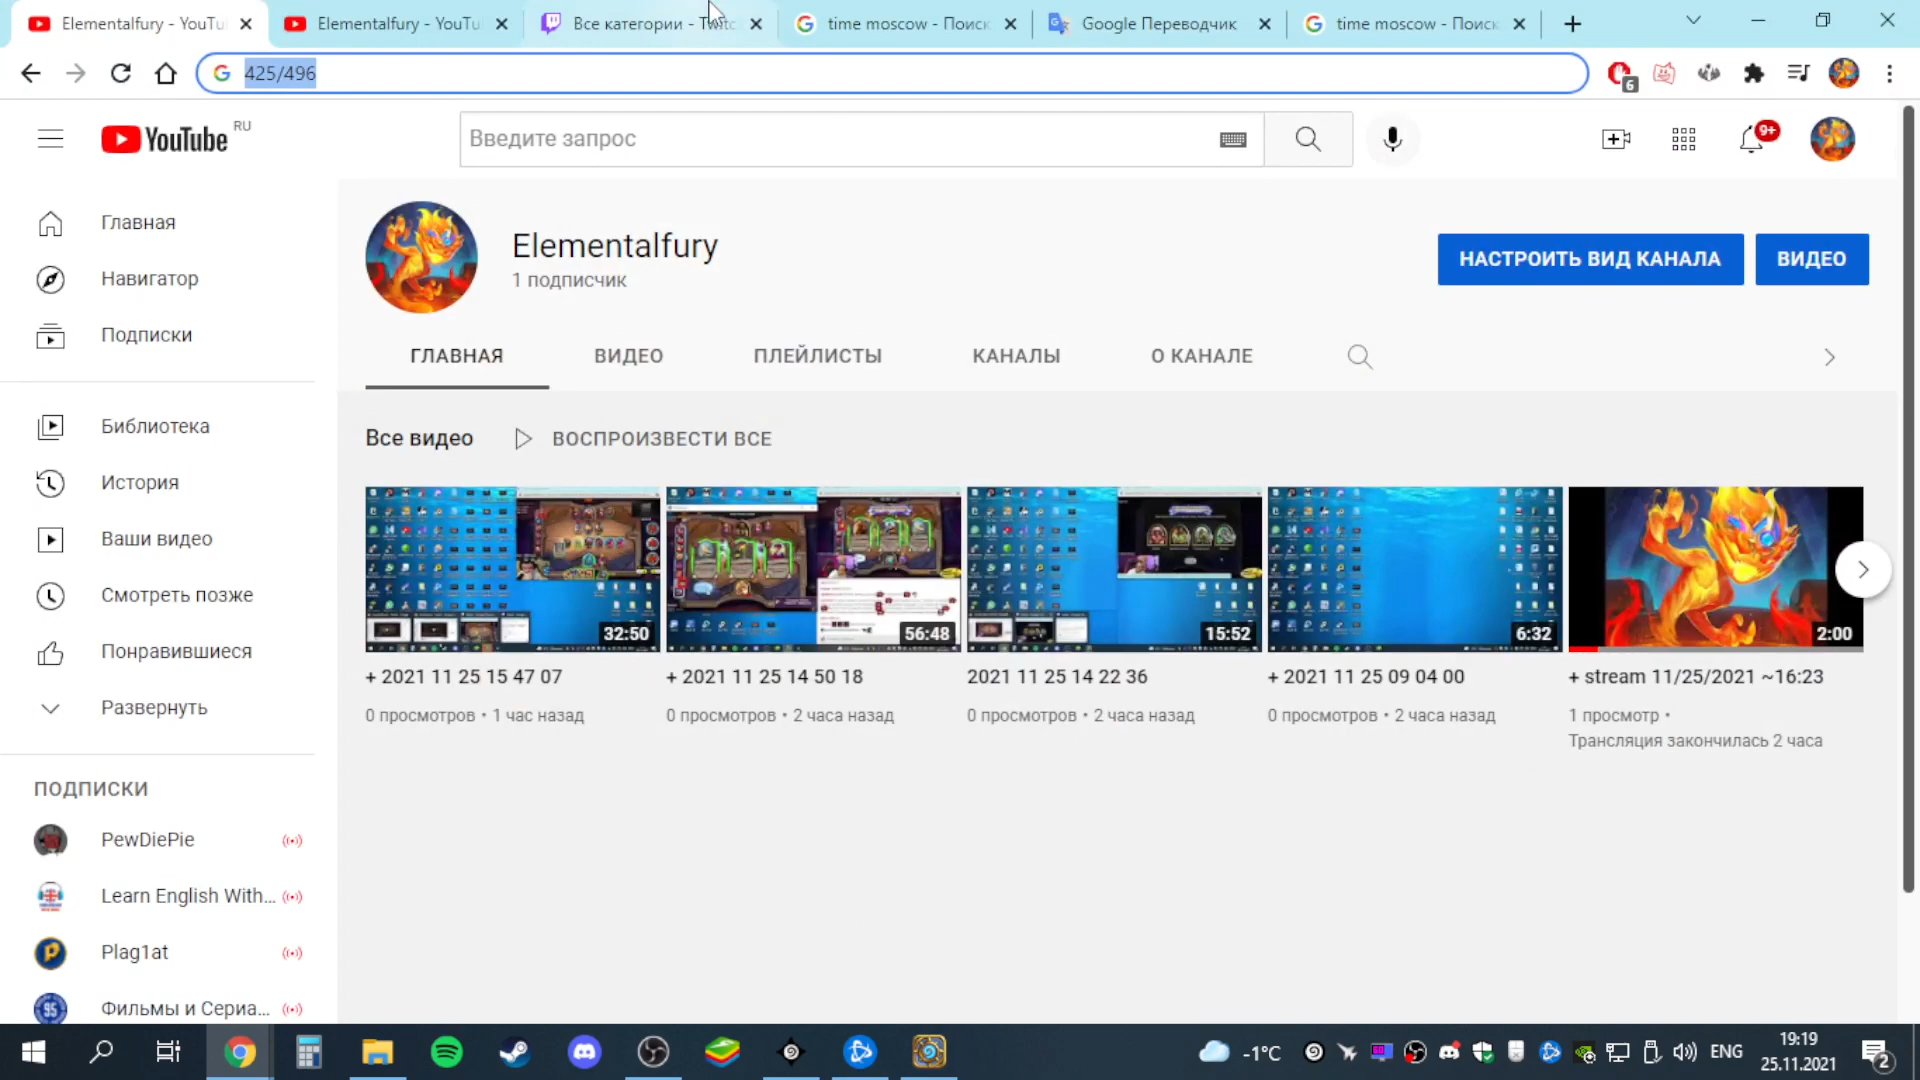 Elementalfury - YouTu
Elementalfury - YouTu
Все категории - Twitc
time moscow - Поиск
Google Переводчик
time moscow - Поиск
425/496
6
YouTube RU
Введите запрос
9+
Главная
Навигатор
Подписки
Библиотека
История
Ваши видео
Смотреть позже
Понравившиеся
Развернуть
ПОДПИСКИ
PewDiePie
Learn English With...
Plag1at
Фильмы и Сериа...
Elementalfury
1 подписчик
НАСТРОИТЬ ВИД КАНАЛА
ВИДЕО
ГЛАВНАЯ
ВИДЕО
ПЛЕЙЛИСТЫ
КАНАЛЫ
О КАНАЛЕ
Все видео
ВОСПРОИЗВЕСТИ ВСЕ
32:50
+ 2021 11 25 15 47 07
0 просмотров • 1 час назад
56:48
+ 2021 11 25 14 50 18
0 просмотров • 2 часа назад
15:52
2021 11 25 14 22 36
0 просмотров • 2 часа назад
6:32
+ 2021 11 25 09 04 00
0 просмотров • 2 часа назад
2:00
+ stream 11/25/2021 ~16:23
1 просмотр •
Трансляция закончилась 2 часа
-1°C
ENG
19:19
25.11.2021
2